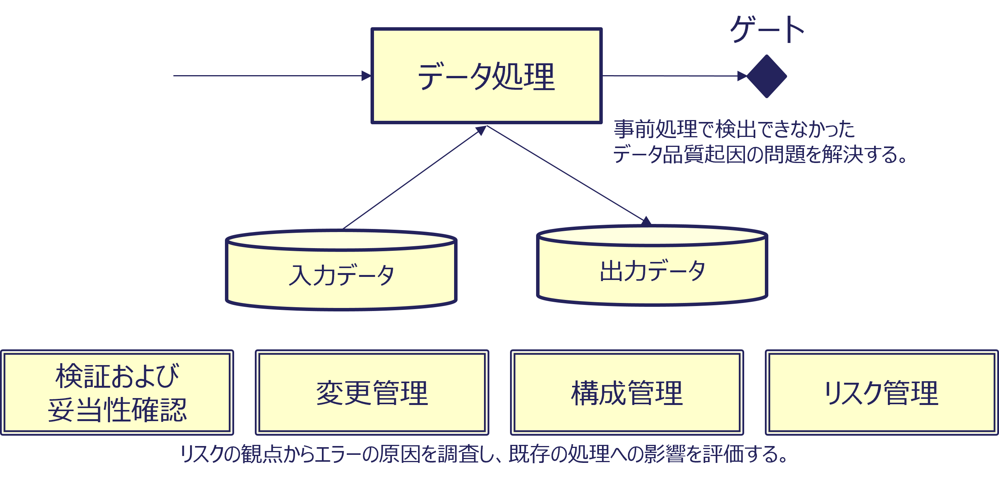 ゲート
データ処理
事前処理で検出できなかった
データ品質起因の問題を解決する。
入力データ
出力データ
検証および
妥当性確認
変更管理
構成管理
リスク管理
リスクの観点からエラーの原因を調査し、既存の処理への影響を評価する。